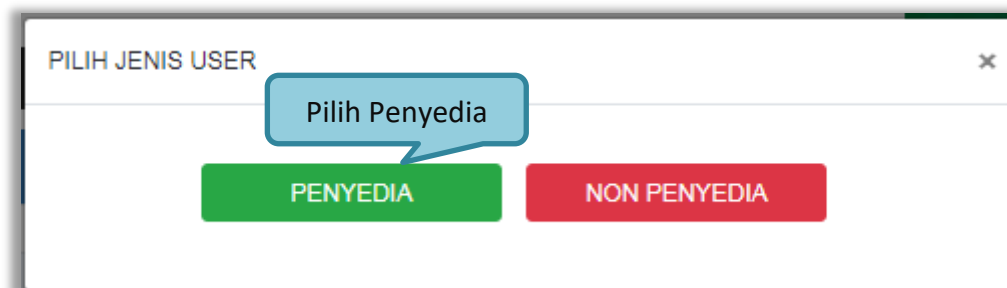 PILIH JENIS USER
×
Pilih Penyedia
PENYEDIA
NON PENYEDIA